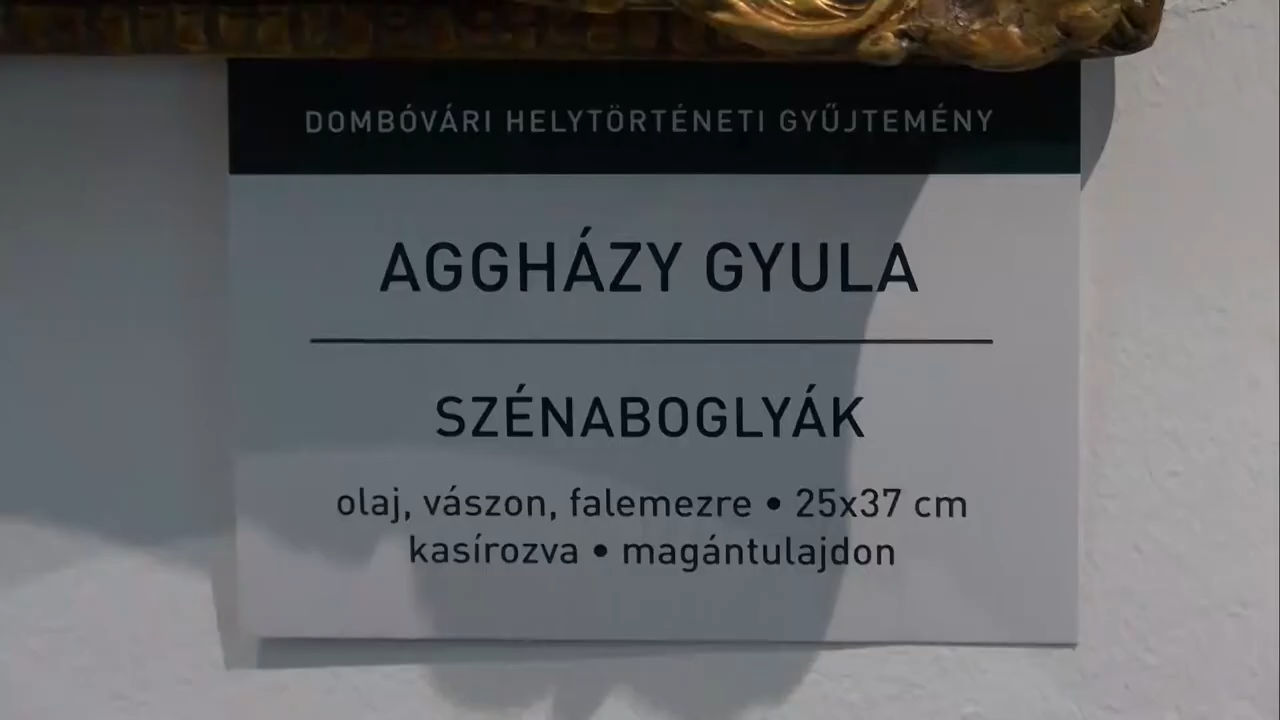 DOMBÓVÁRI HELYTÖRTÉNETI GYŰJTEMÉNY
AGGHÁZY GYULA
SZÉNABOGLYÁK
olaj, vászon, falemezre • 25x37 cm
kasírozva • magántulajdon